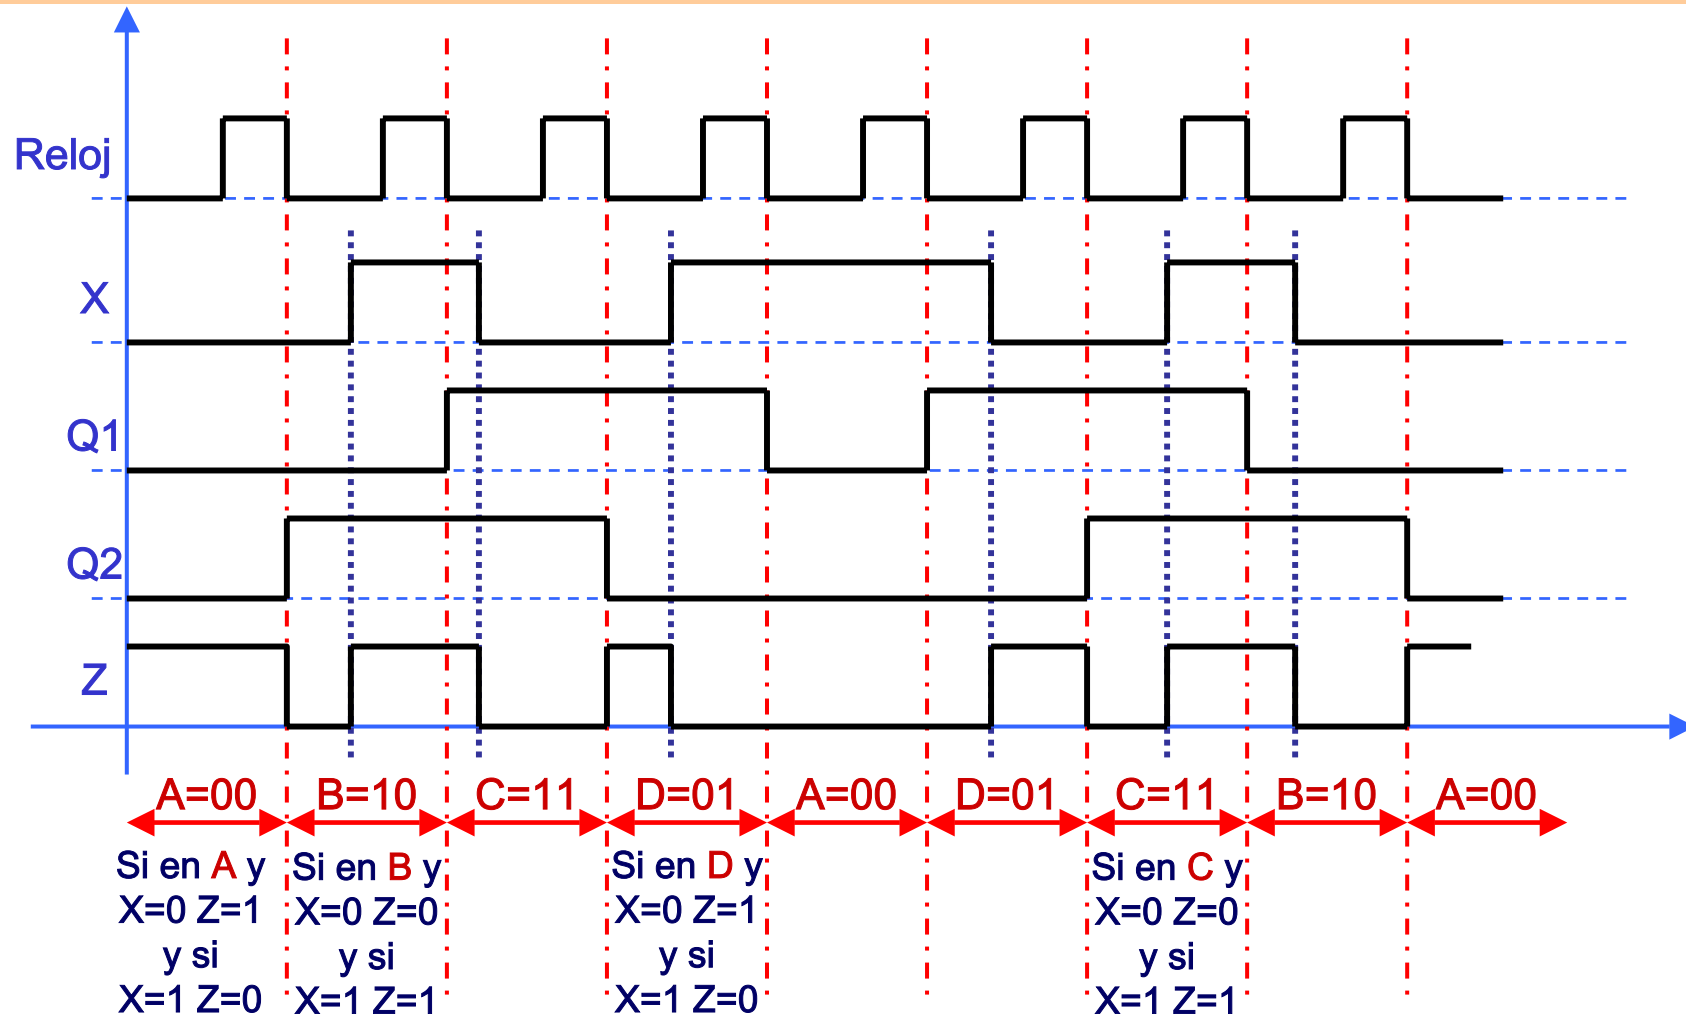 Reloj
X
Q1
Q2
Z
A=00 B=10 C=11 D=01 A=00 D=01 C=11 B=10 A=00
Si en A y
X=0 Z=1
y si
X=1 Z=0
Si en B y
X=0 Z=0
y si
X=1 Z=1
Si en D y
X=0 Z=1
y si
X=1 Z=0
Si en C y
X=0 Z=0
y si
X=1 Z=1